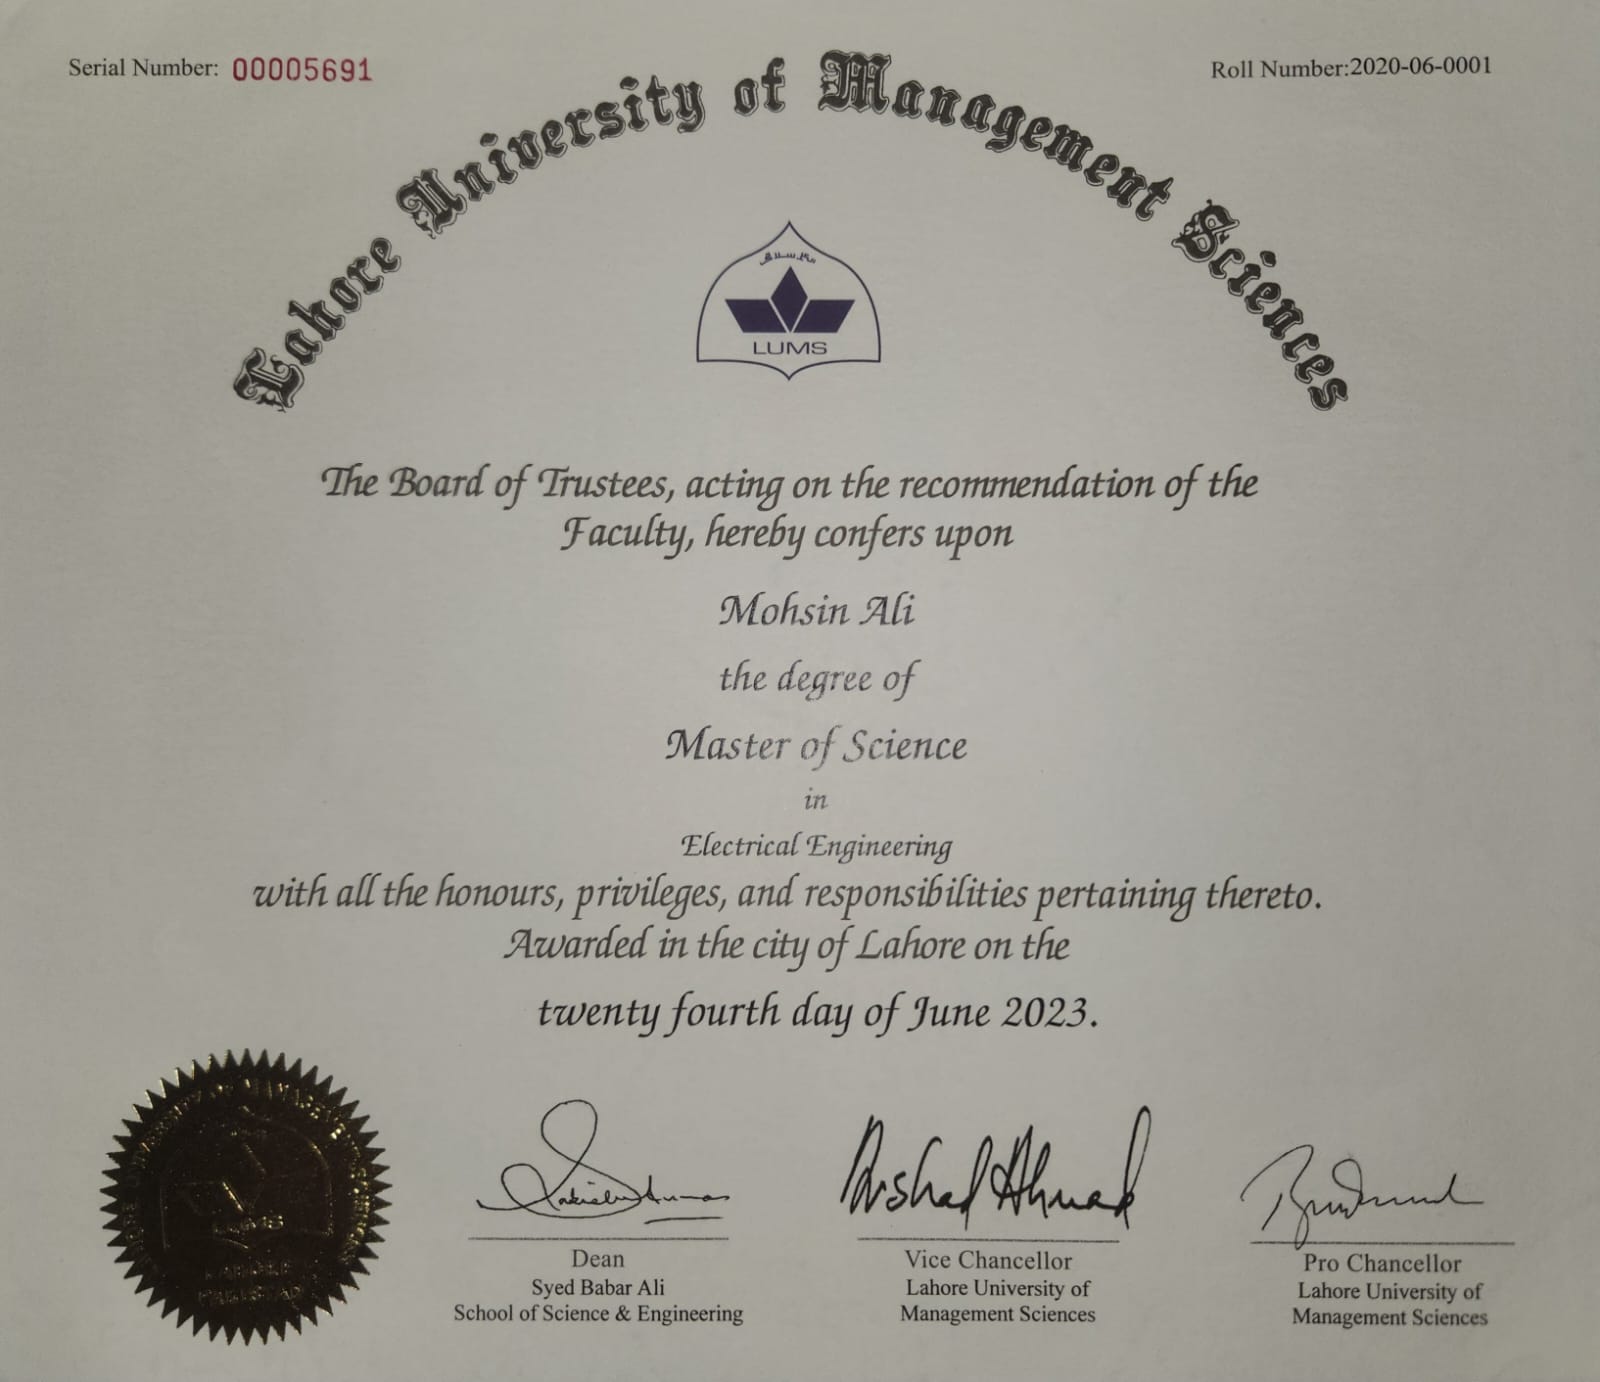 Serial Number: 00005691
Roll Number:2020-06-0001
Lahore University of Management Sciences
LUMS
The Board of Trustees, acting on the recommendation of the
Faculty, hereby confers upon
Mohsin Ali
the degree of
Master of Science
in
Electrical Engineering
with all the honours, privileges, and responsibilities pertaining thereto.
Awarded in the city of Lahore on the
twenty fourth day of June 2023.
LUMS
LAHORE
PAKISTAN
Arshad Ahmad
Dean
Syed Babar Ali
School of Science & Engineering
Vice Chancellor
Lahore University of
Management Sciences
Pro Chancellor
Lahore University of
Management Sciences